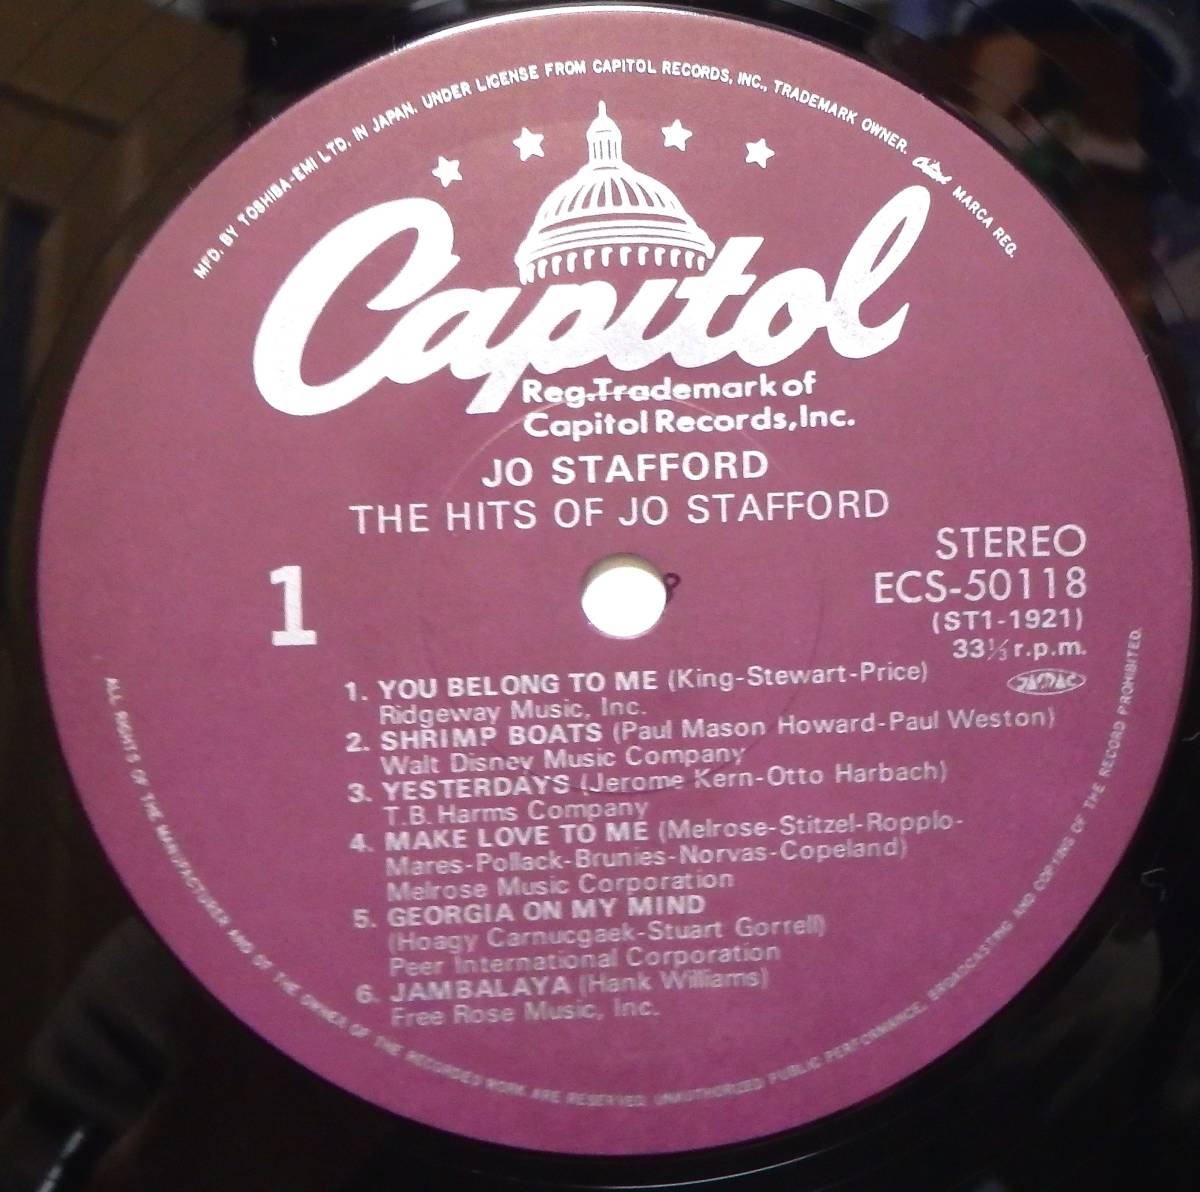 MFD. BY TOSHIBA-EMI LTD. IN JAPAN. UNDER LICENSE FROM CAPITOL RECORDS, INC., TRADEMARK OWNER. Capitol MARCA REG.
Capitol
Reg.Trademark of
Capitol Records,Inc.
JO STAFFORD
THE HITS OF JO STAFFORD
1
STEREO
ECS-50118
(ST1-1921)
33⅓ r.p.m.
1. YOU BELONG TO ME (King-Stewart-Price)
Ridgeway Music, Inc.
2. SHRIMP BOATS (Paul Mason Howard-Paul Weston)
Walt Disney Music Company
3. YESTERDAYS (Jerome Kern-Otto Harbach)
T.B. Harms Company
4. MAKE LOVE TO ME (Melrose-Stitzel-Ropplo-
Mares-Pollack-Brunies-Norvas-Copeland)
Melrose Music Corporation
5. GEORGIA ON MY MIND
(Hoagy Carnucgaek-Stuart Gorrell)
Peer International Corporation
6. JAMBALAYA (Hank Williams)
Free Rose Music, Inc.
ALL RIGHTS OF THE MANUFACTURER AND OF THE OWNER OF THE RECORDED WORK ARE RESERVED. UNAUTHORIZED PUBLIC PERFORMANCE, BROADCASTING AND COPYING OF THE RECORD PROHIBITED.